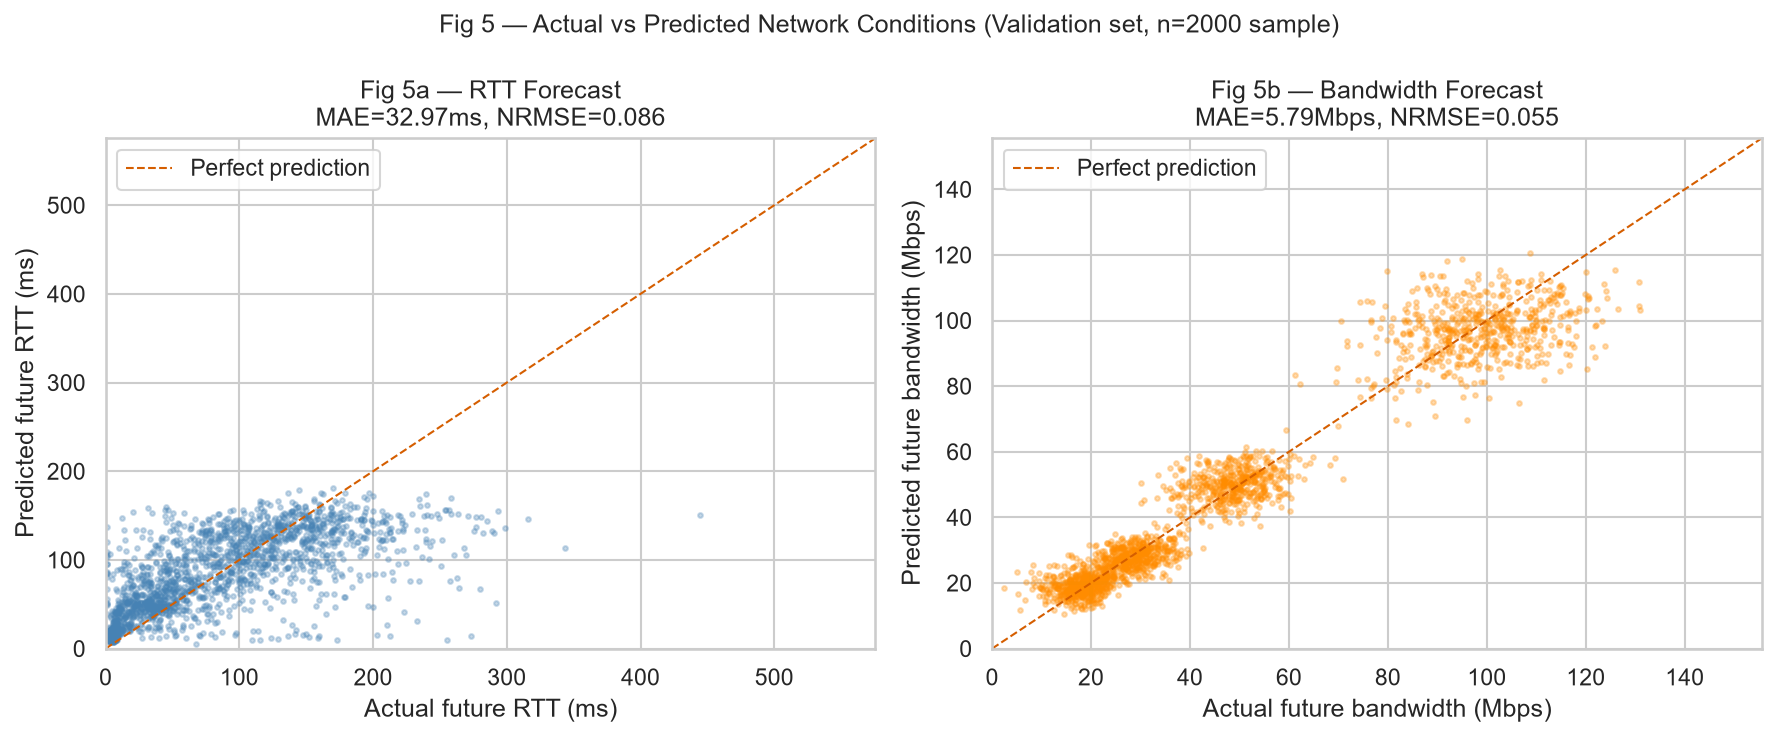 Fig 5 — Actual vs Predicted Network Conditions (Validation set, n=2000 sample)
Fig 5a — RTT Forecast
MAE=32.97ms, NRMSE=0.086
Perfect prediction
Predicted future RTT (ms)
500
400
300
200
100
0
0 100 200 300 400 500
Actual future RTT (ms)
Fig 5b — Bandwidth Forecast
MAE=5.79Mbps, NRMSE=0.055
Perfect prediction
Predicted future bandwidth (Mbps)
140
120
100
80
60
40
20
0
0 20 40 60 80 100 120 140
Actual future bandwidth (Mbps)